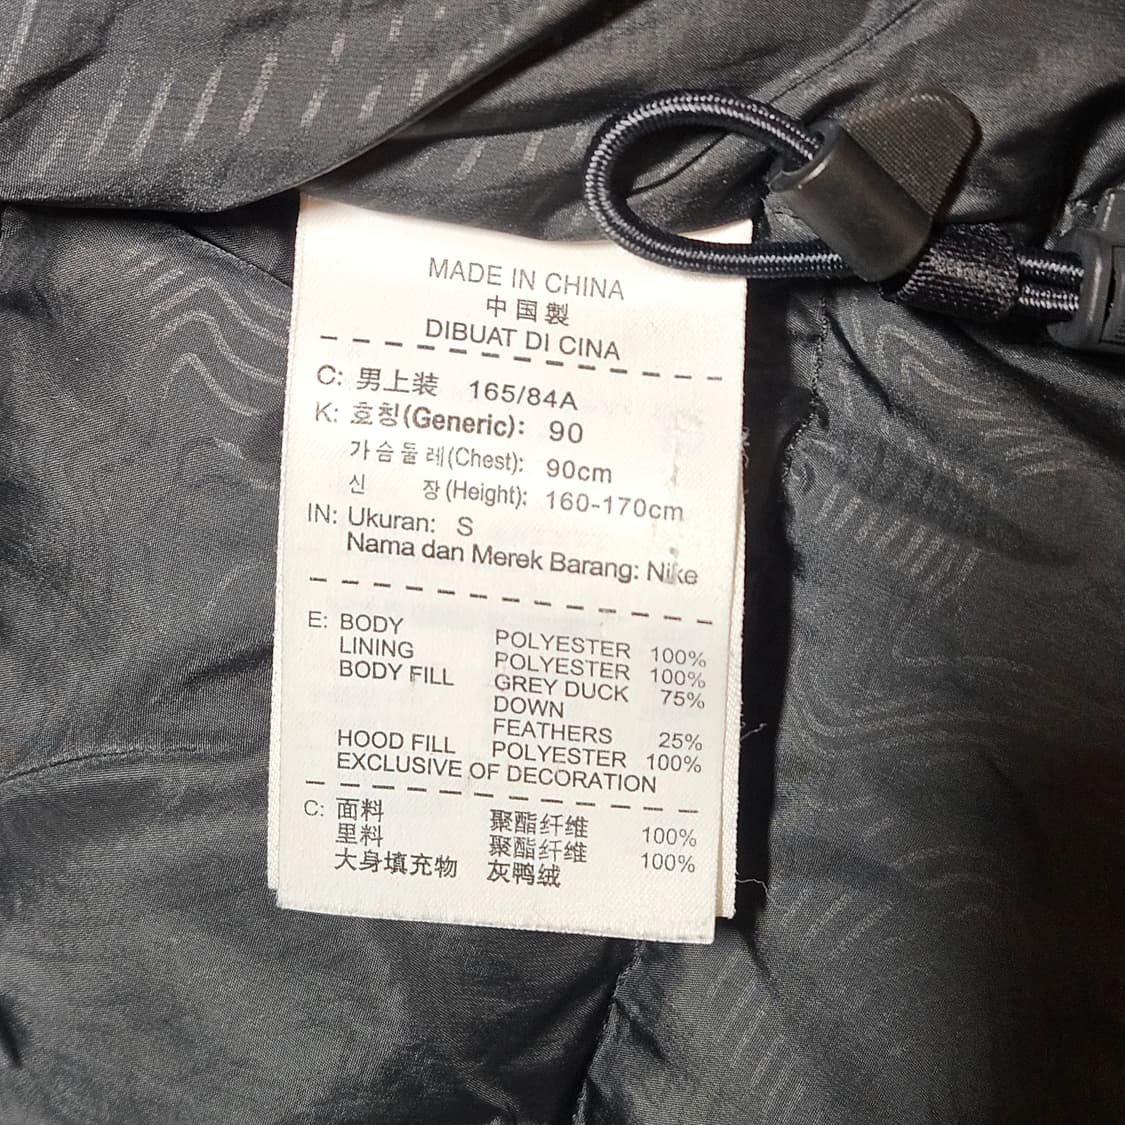 MADE IN CHINA
中国製
DIBUAT DI CINA
C: 男上装 165/84A
K: 호칭(Generic): 90
가슴둘레(Chest): 90cm
신 장(Height): 160-170cm
IN: Ukuran: S
Nama dan Merek Barang: Nike
E: BODY POLYESTER 100%
LINING POLYESTER 100%
BODY FILL GREY DUCK 75%
DOWN
FEATHERS 25%
HOOD FILL POLYESTER 100%
EXCLUSIVE OF DECORATION
C: 面料 聚酯纤维 100%
里料 聚酯纤维 100%
大身填充物 灰鸭绒